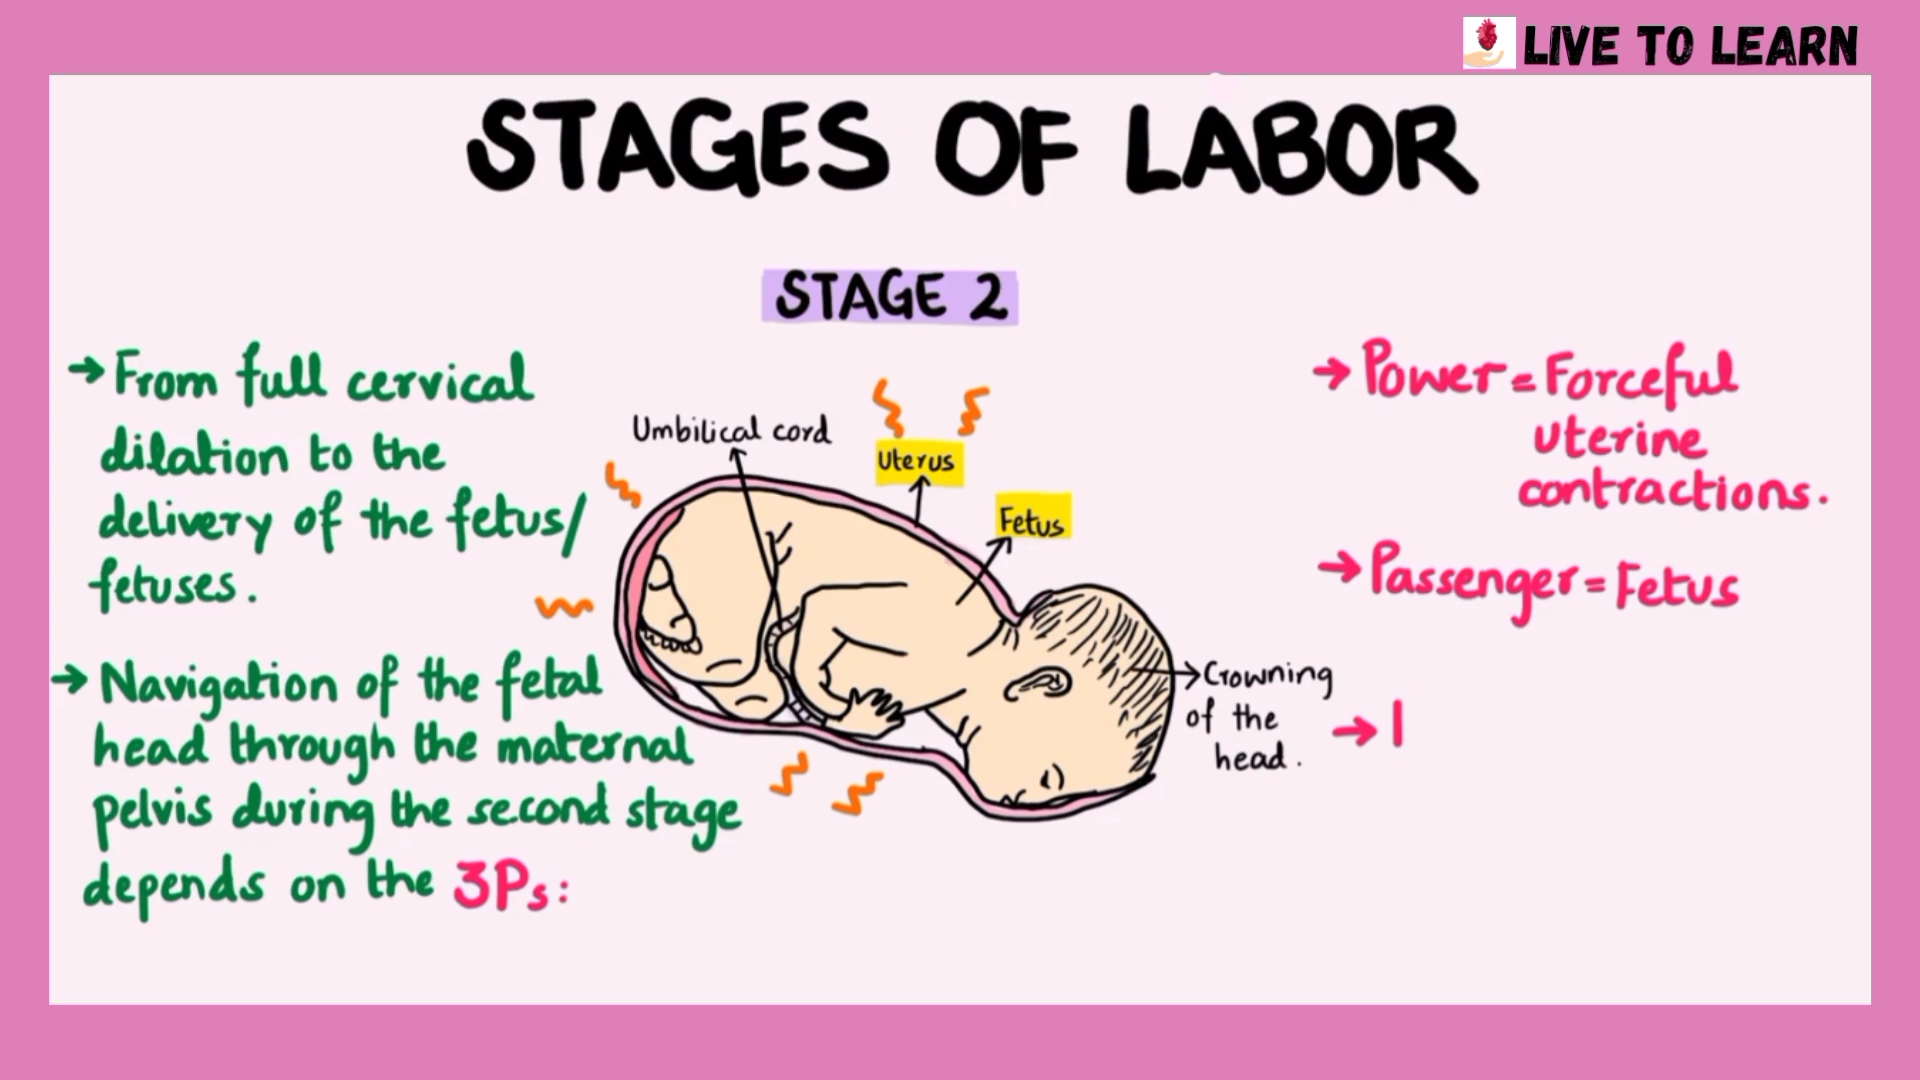 LIVE TO LEARN
STAGES OF LABOR
STAGE 2
→ From full cervical
dilation to the
delivery of the fetus/
fetuses.
→ Navigation of the fetal
head through the maternal
pelvis during the second stage
depends on the 3Ps:
Umbilical cord
Uterus
Fetus
Crowning
of the
head.
→ Power = Forceful
uterine
contractions.
→ Passenger = Fetus
→ |